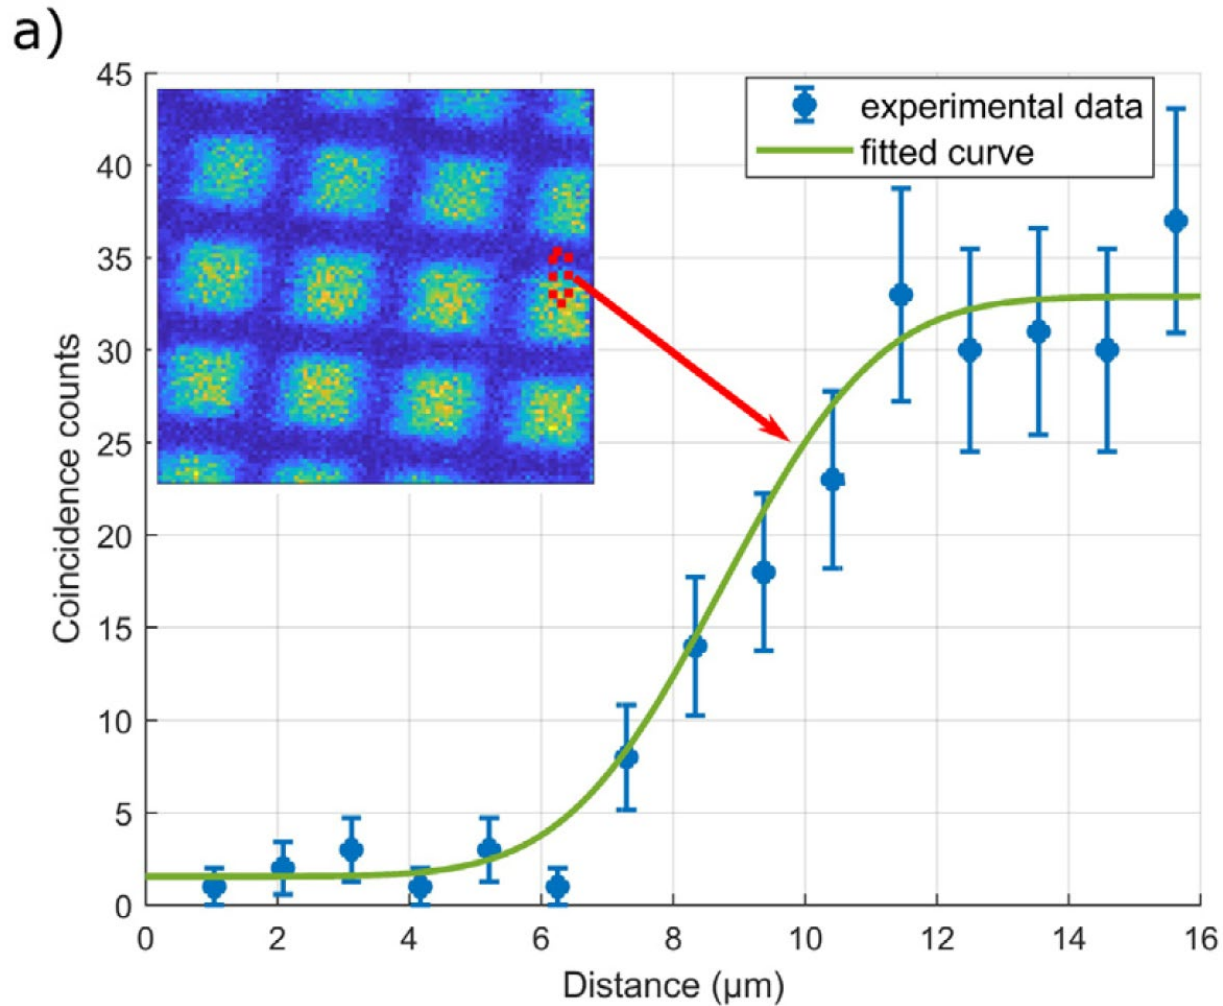 a)
45
40
35
30
25
20
15
10
5
0
Coincidence counts
experimental data
fitted curve
0 2 4 6 8 10 12 14 16
Distance (μm)